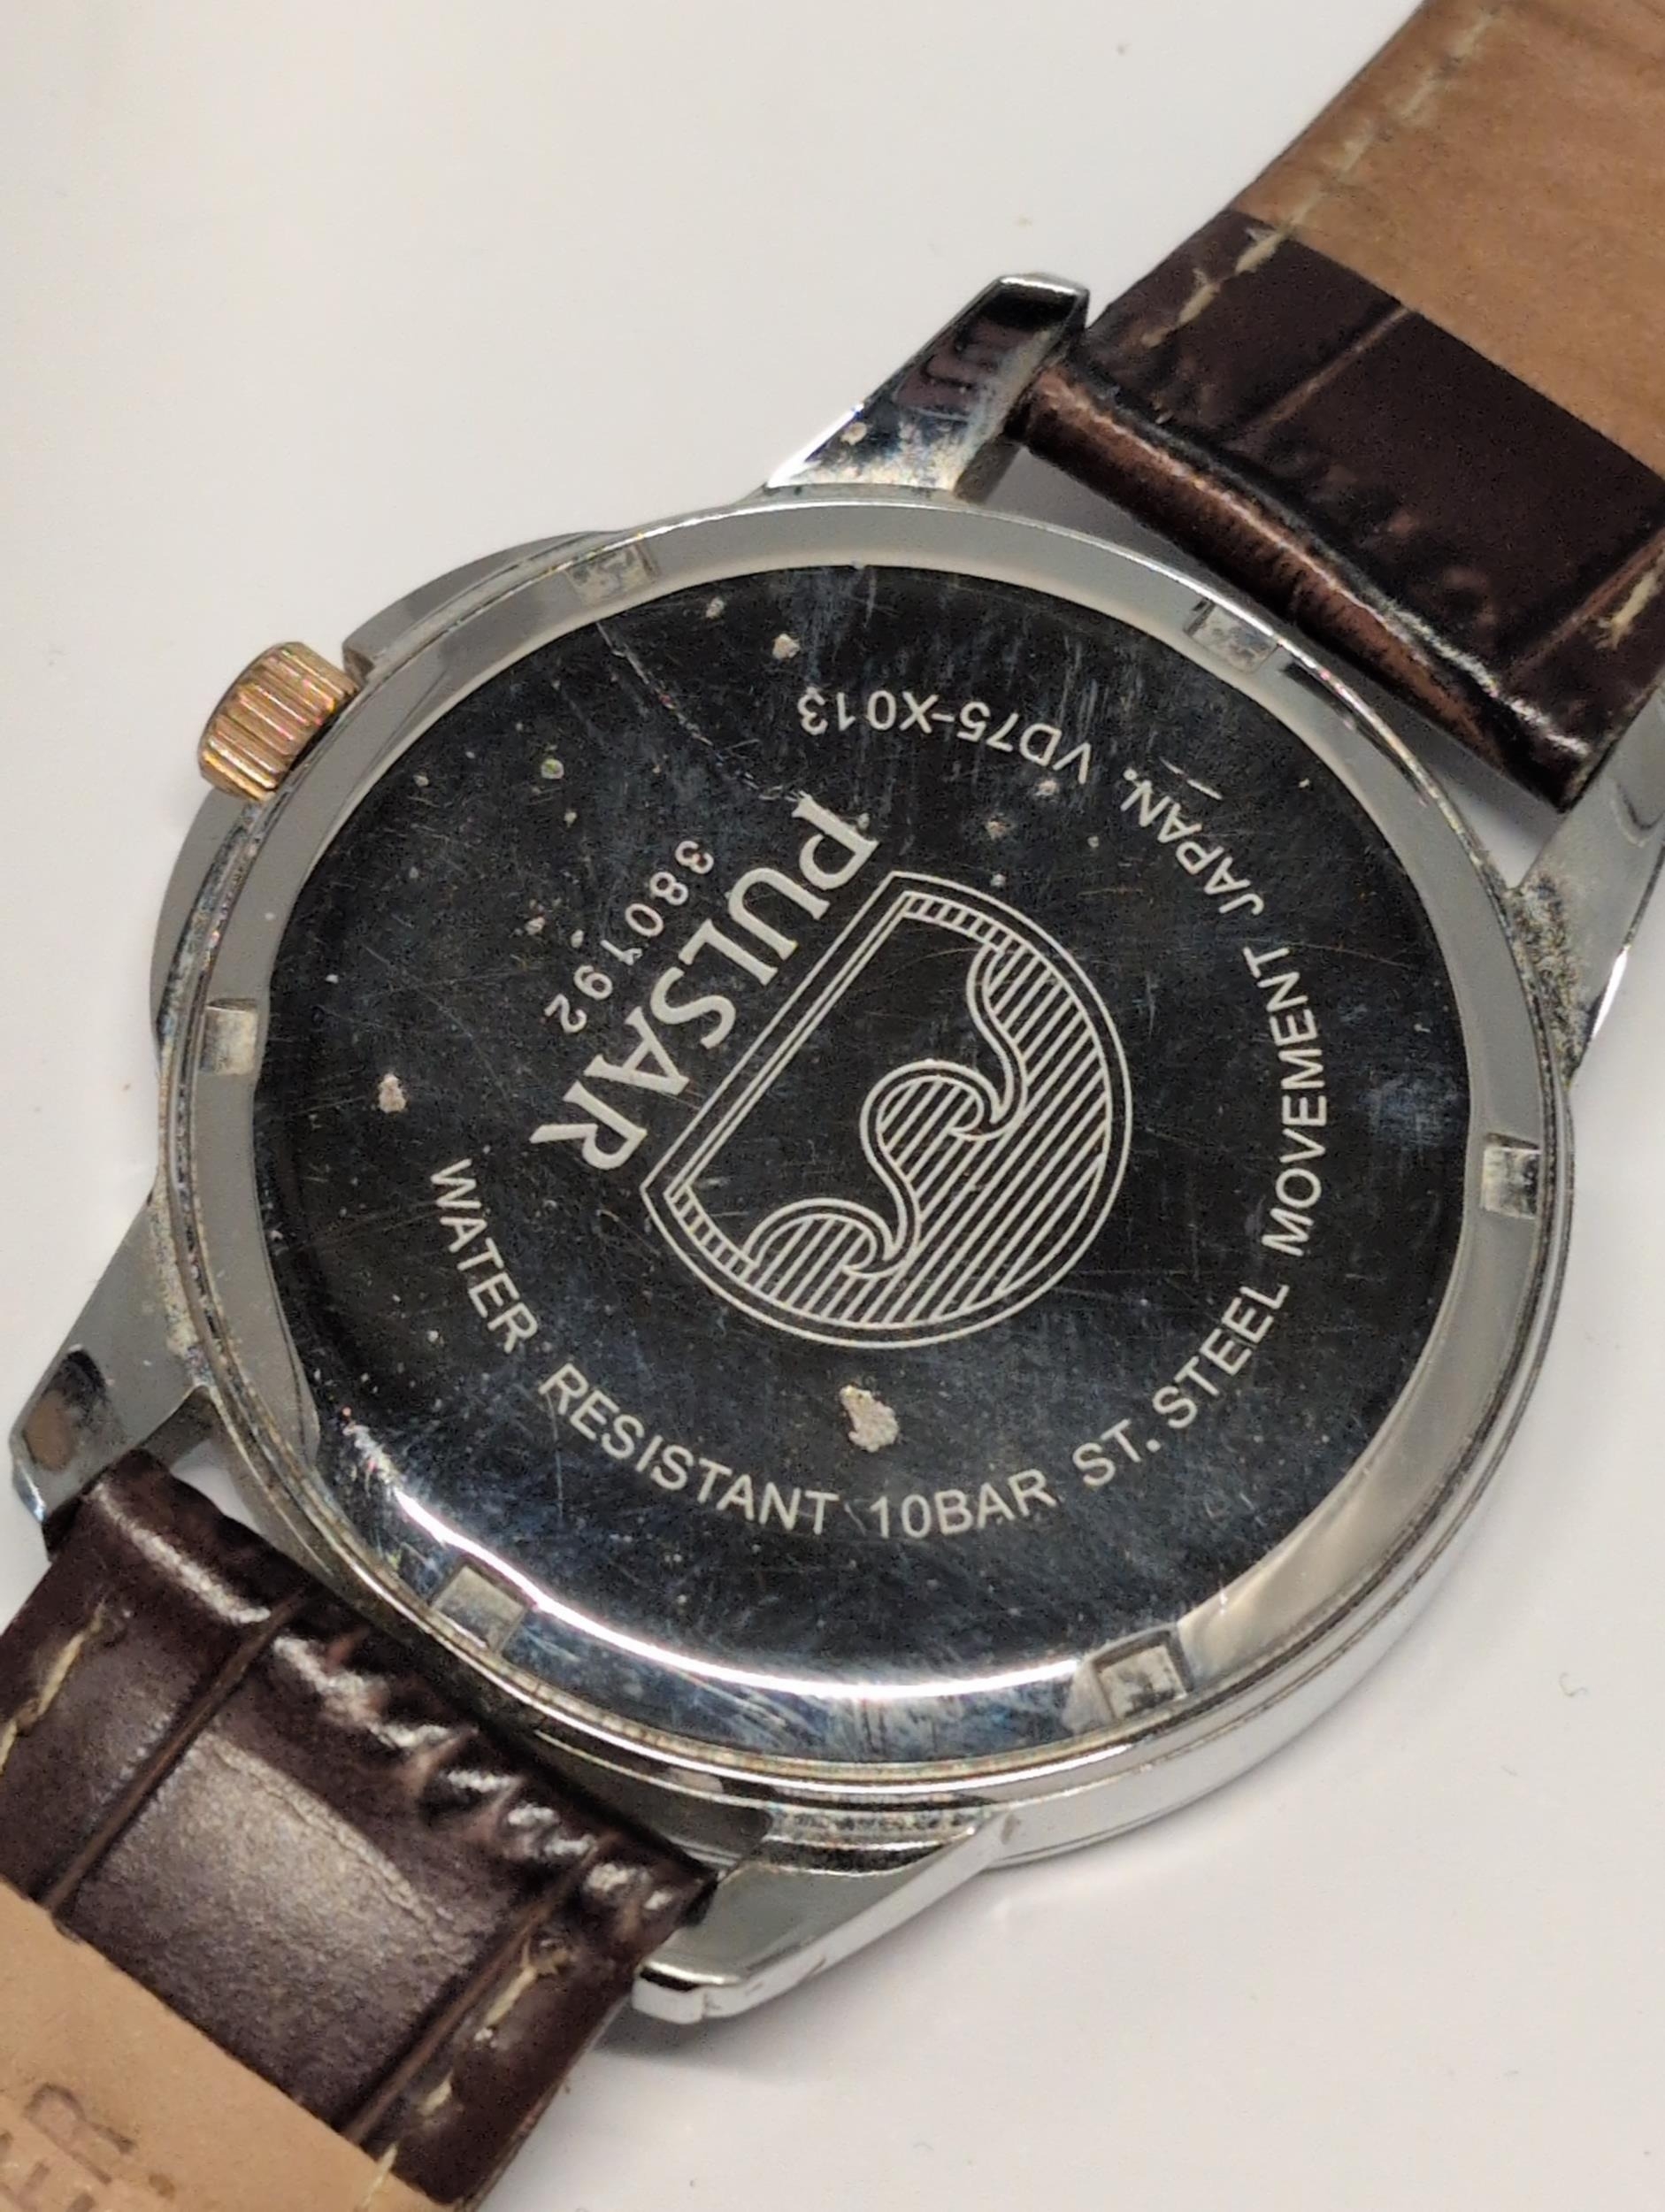 PULSAR
380192
WATER RESISTANT 10BAR ST. STEEL MOVEMENT JAPAN. VD75-X013